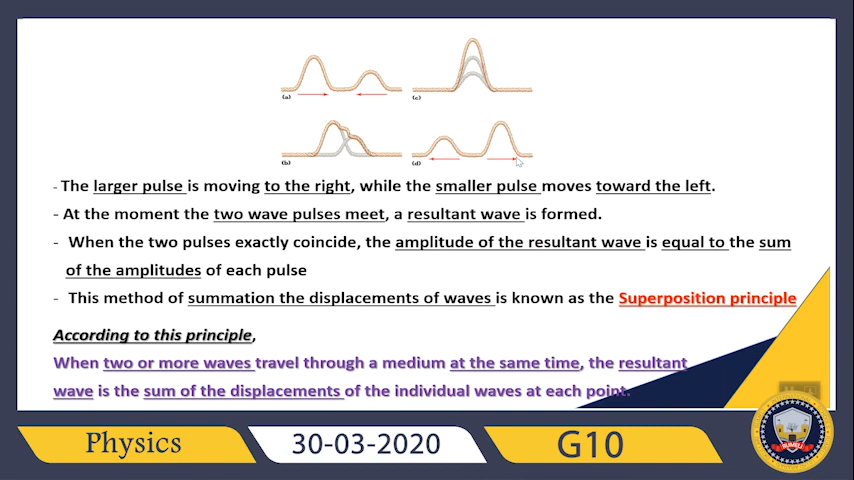 (a)
(c)
(b)
(d)
- The larger pulse is moving to the right, while the smaller pulse moves toward the left.
- At the moment the two wave pulses meet, a resultant wave is formed.
- When the two pulses exactly coincide, the amplitude of the resultant wave is equal to the sum
of the amplitudes of each pulse
- This method of summation the displacements of waves is known as the Superposition principle
According to this principle,
When two or more waves travel through a medium at the same time, the resultant
wave is the sum of the displacements of the individual waves at each point.
Physics
30-03-2020
G10